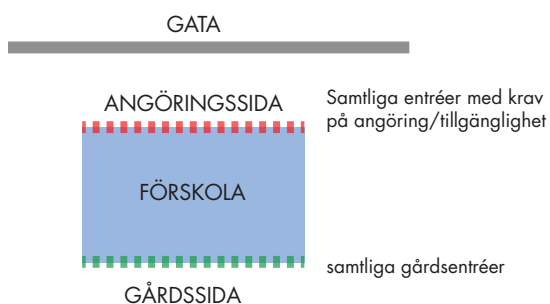 GATA
ANGÖRINGSSIDA
Samtliga entréer med krav
på angöring/tillgänglighet
FÖRSKOLA
samtliga gårdsentréer
GÅRDSSIDA